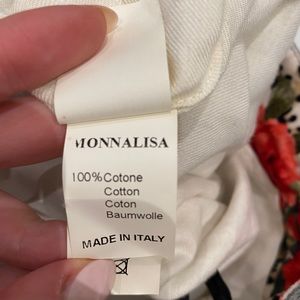 MONNALISA
100% Cotone
Cotton
Coton
Baumwolle
MADE IN ITALY